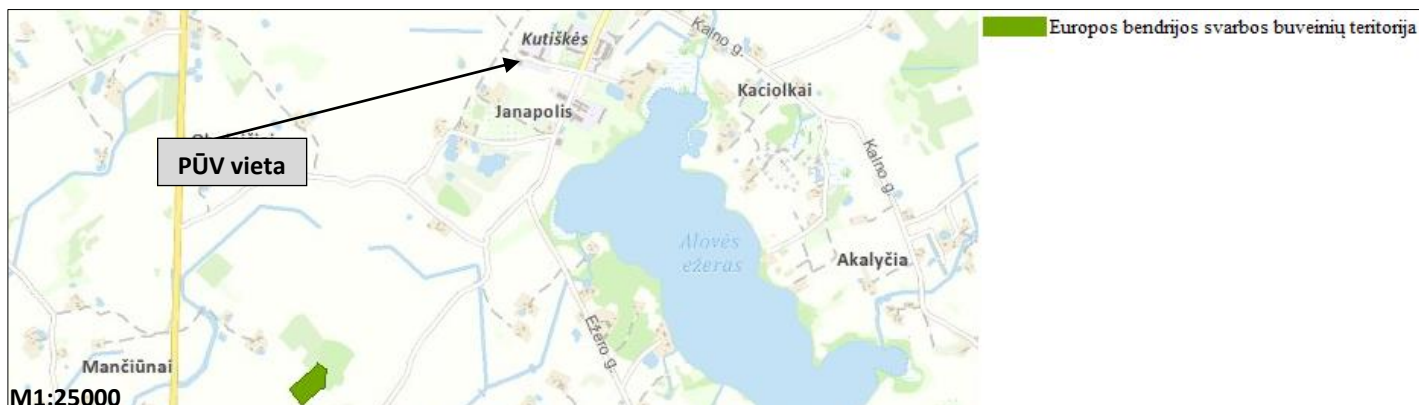 Kalno g.
Europos bendrijos svarbos buveinių teritorija
Kutiškės
Kaciolkai
Janapolis
PŪV vieta
Kalno g.
Alovės
ežeras
Akalyčia
Ežero g.
Mančiūnai
M1:25000